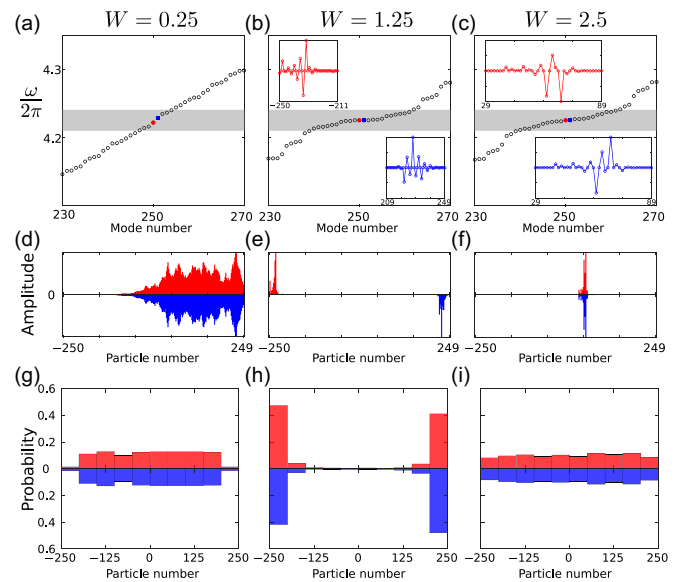 (a) W = 0.25 (b) W = 1.25 (c) W = 2.5
4.3
ω/2π
4.2
−250 −211
209 249
29 89
29 89
230 250 270 230 250 270 230 250 270
Mode number Mode number Mode number
(d) (e) (f)
Amplitude
0
−250 249 −250 249 −250 249
Particle number Particle number Particle number
(g) (h) (i)
Probability
0.6
0.4
0.2
0
0.2
0.4
0.6
−250 −125 0 125 250 −250 −125 0 125 250 −250 −125 0 125 250
Particle number Particle number Particle number